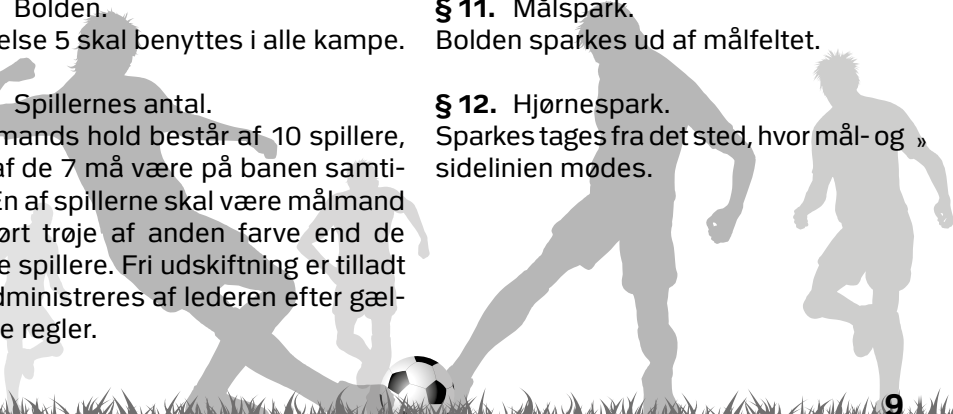 Bolden.
else 5 skal benyttes i alle kampe.
Spillernes antal.
mands hold består af 10 spillere,
af de 7 må være på banen samti-
En af spillerne skal være målmand
ørt trøje af anden farve end de
e spillere. Fri udskiftning er tilladt
dministreres af lederen efter gæl-
e regler.
§ 11. Målspark.
Bolden sparkes ud af målfeltet.
§ 12. Hjørnespark.
Sparkes tages fra det sted, hvor mål- og »
sidelinien mødes.
9